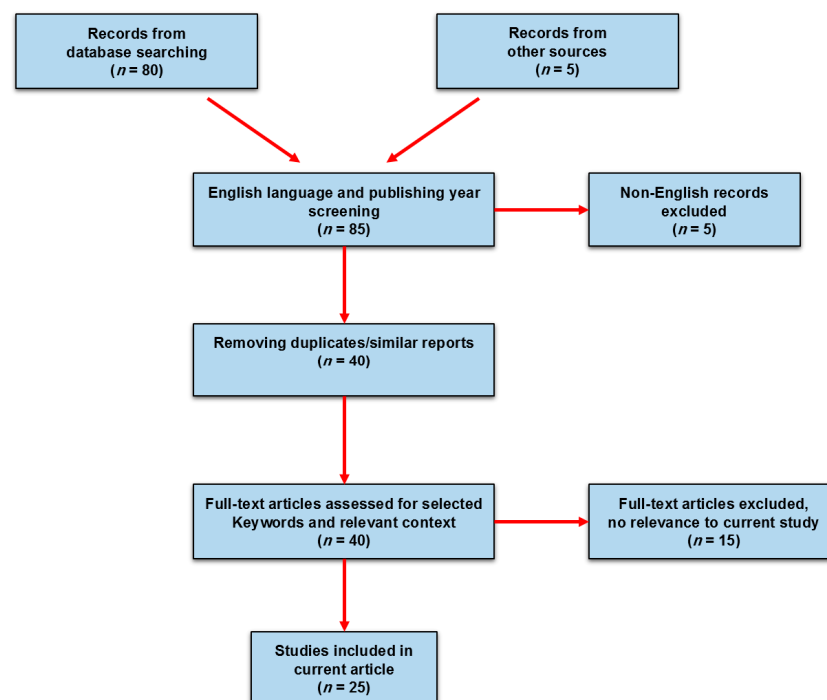 Records from
database searching
(n = 80)
Records from
other sources
(n = 5)
English language and publishing year
screening
(n = 85)
Non-English records
excluded
(n = 5)
Removing duplicates/similar reports
(n = 40)
Full-text articles assessed for selected
Keywords and relevant context
(n = 40)
Full-text articles excluded,
no relevance to current study
(n = 15)
Studies included in
current article
(n = 25)